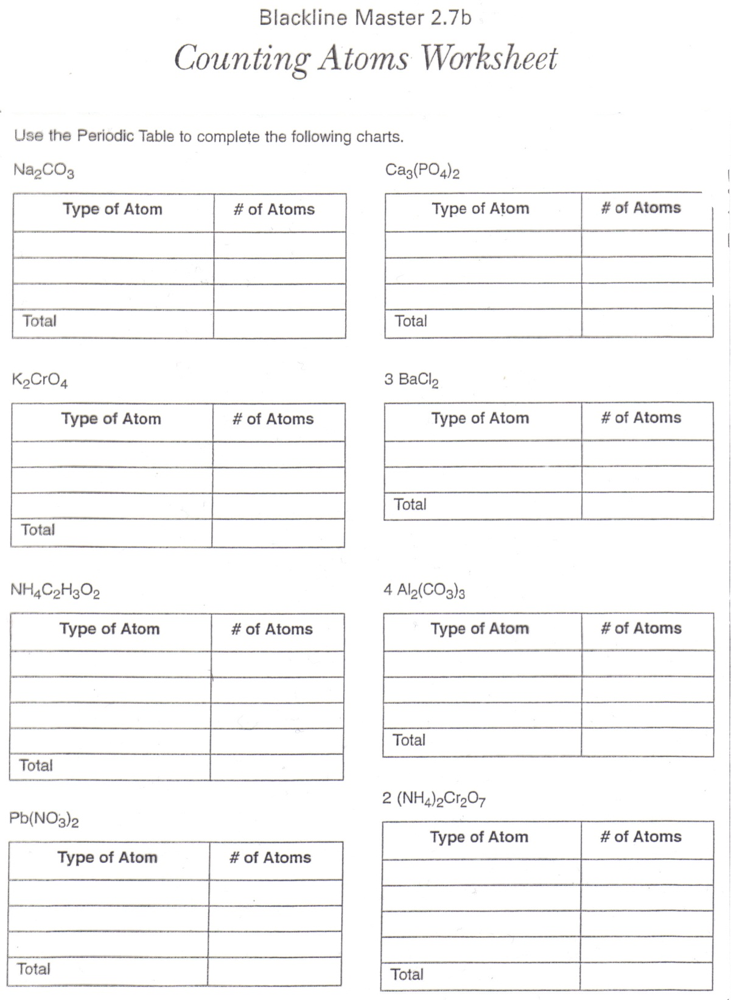 Blackline Master 2.7b
Counting Atoms Worksheet
Use the Periodic Table to complete the following charts.
Na₂CO₃
Type of Atom # of Atoms
Total
K₂CrO₄
Type of Atom # of Atoms
Total
NH₄C₂H₃O₂
Type of Atom # of Atoms
Total
Pb(NO₃)₂
Type of Atom # of Atoms
Total
Ca₃(PO₄)₂
Type of Atom # of Atoms
Total
3 BaCl₂
Type of Atom # of Atoms
Total
4 Al₂(CO₃)₃
Type of Atom # of Atoms
Total
2 (NH₄)₂Cr₂O₇
Type of Atom # of Atoms
Total